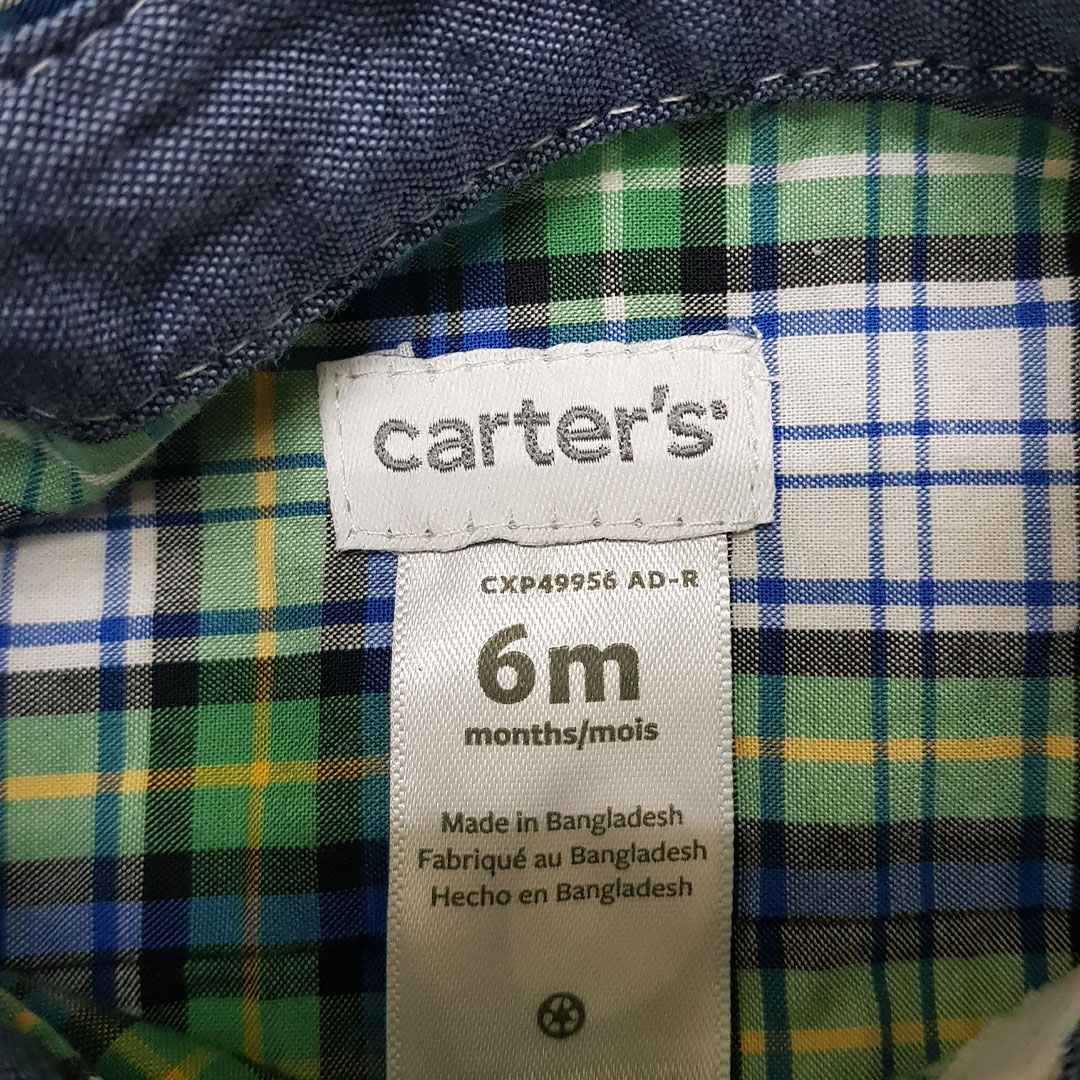 carter's®
CXP49956 AD-R
6m
months/mois
Made in Bangladesh
Fabriqué au Bangladesh
Hecho en Bangladesh